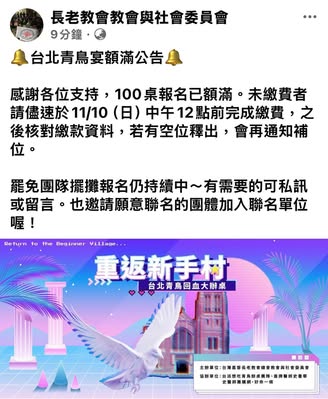 長老教會教會與社會委員會
9分鐘
台北青鳥宴額滿公告
感謝各位支持，100桌報名已額滿。未繳費者
請儘速於11/10（日）中午12點前完成繳費，之
後核對繳款資料，若有空位釋出，會再通知補
位。
罷免團隊擺攤報名仍持續中～有需要的可私訊
或留言。也邀請願意聯名的團體加入聯名單位
喔！
Return to the Beginner Village...
重返新手村
台北青鳥回血大辦桌